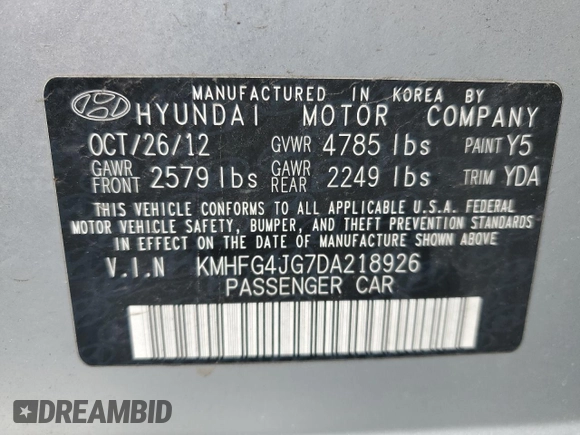 MANUFACTURED IN KOREA BY
HYUNDAI MOTOR COMPANY
OCT/26/12 GVWR 4785 lbs PAINT Y5
GAWR FRONT 2579 lbs GAWR REAR 2249 lbs TRIM YDA
THIS VEHICLE CONFORMS TO ALL APPLICABLE U.S.A. FEDERAL
MOTOR VEHICLE SAFETY, BUMPER, AND THEFT PREVENTION
STANDARDS IN EFFECT ON THE DATE OF MANUFACTURE SHOWN ABOVE.
V.I.N KMHFG4JG7DA218926
PASSENGER CAR
DREAMBID